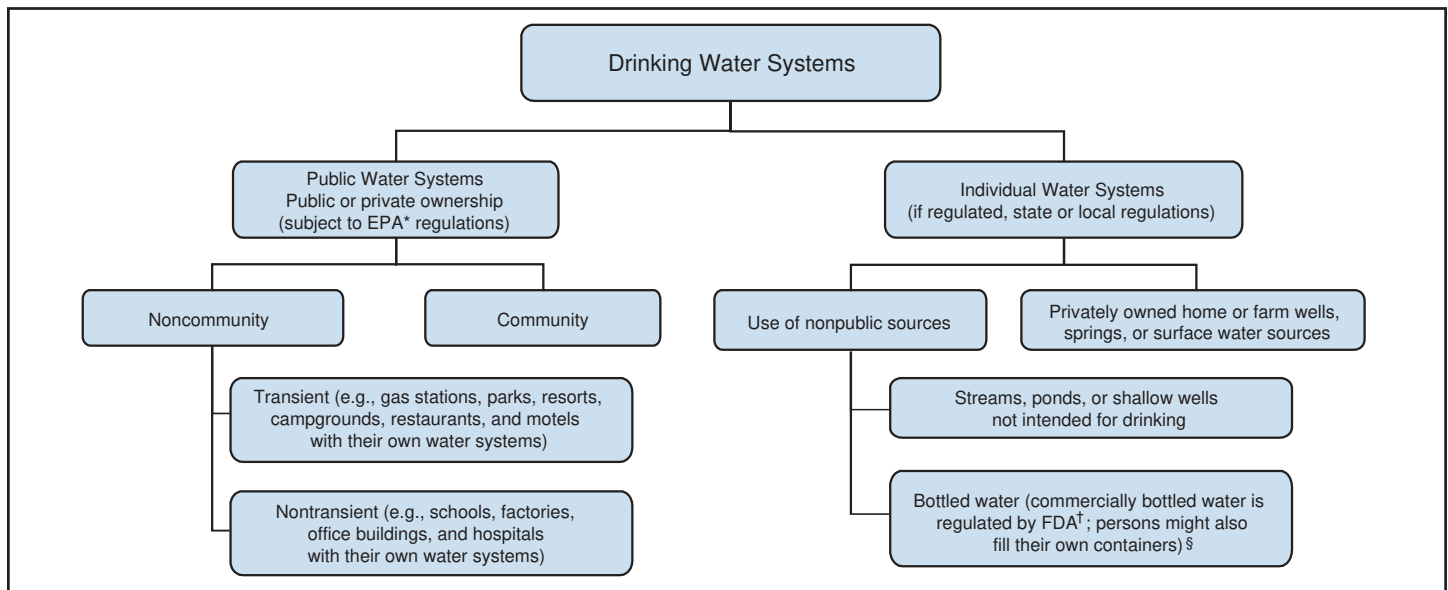 Drinking Water Systems
Public Water Systems
Public or private ownership
(subject to EPA* regulations)
Individual Water Systems
(if regulated, state or local regulations)
Noncommunity
Community
Use of nonpublic sources
Privately owned home or farm wells,
springs, or surface water sources
Transient (e.g., gas stations, parks, resorts,
campgrounds, restaurants, and motels
with their own water systems)
Streams, ponds, or shallow wells
not intended for drinking
Nontransient (e.g., schools, factories,
office buildings, and hospitals
with their own water systems)
Bottled water (commercially bottled water is
regulated by FDA†; persons might also
fill their own containers)§